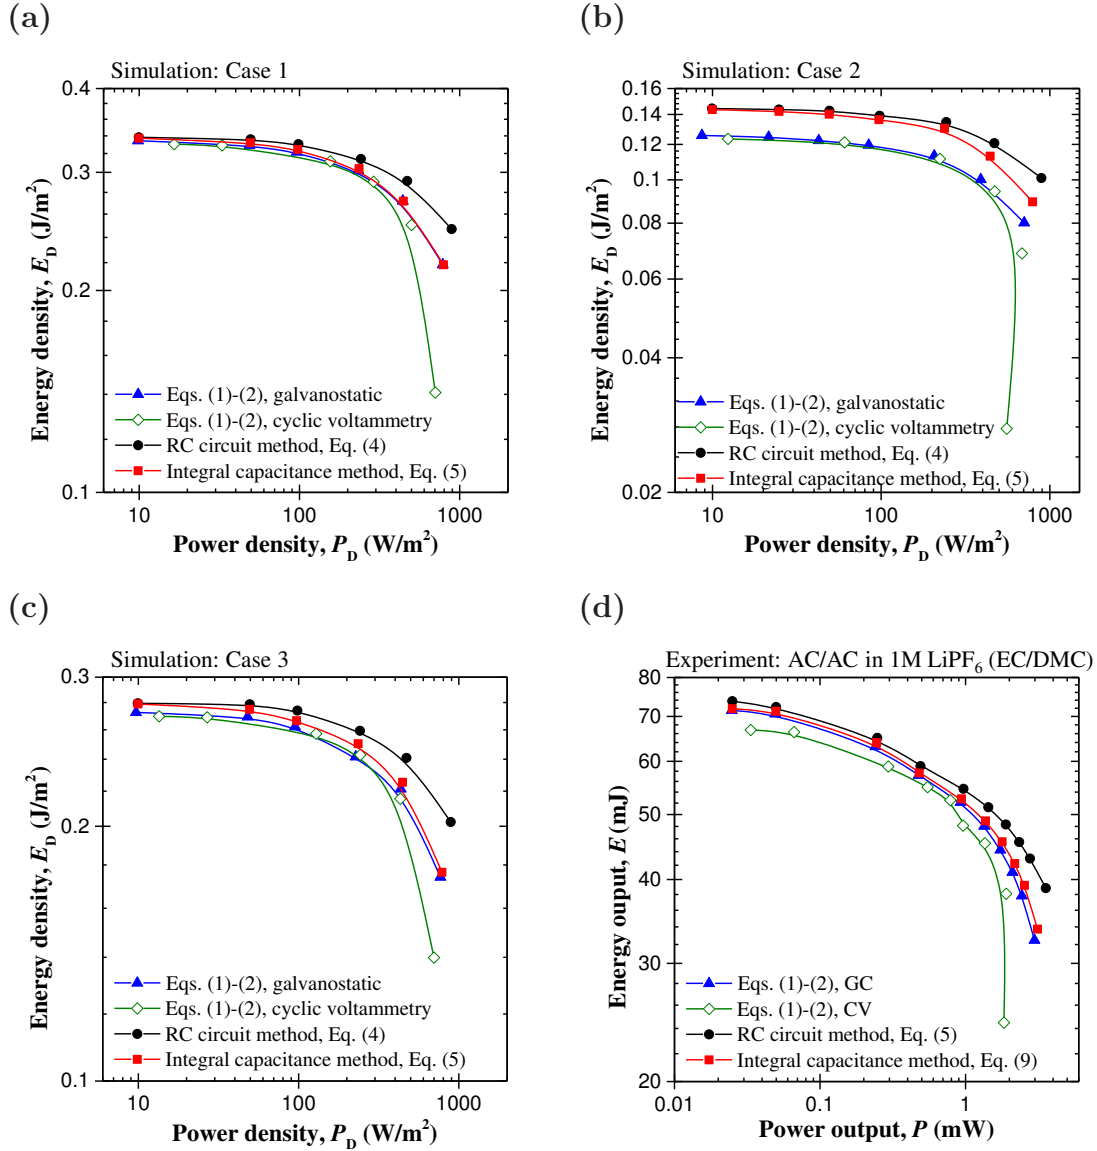 (a)
Simulation: Case 1
0.4
0.3
0.2
0.1
Energy density, E_D (J/m²)
Eqs. (1)-(2), galvanostatic
Eqs. (1)-(2), cyclic voltammetry
RC circuit method, Eq. (4)
Integral capacitance method, Eq. (5)
10 100 1000
Power density, P_D (W/m²)
(b)
Simulation: Case 2
0.16
0.14
0.12
0.1
0.08
0.06
0.04
0.02
Energy density, E_D (J/m²)
Eqs. (1)-(2), galvanostatic
Eqs. (1)-(2), cyclic voltammetry
RC circuit method, Eq. (4)
Integral capacitance method, Eq. (5)
10 100 1000
Power density, P_D (W/m²)
(c)
Simulation: Case 3
0.3
0.2
0.1
Energy density, E_D (J/m²)
Eqs. (1)-(2), galvanostatic
Eqs. (1)-(2), cyclic voltammetry
RC circuit method, Eq. (4)
Integral capacitance method, Eq. (5)
10 100 1000
Power density, P_D (W/m²)
(d)
Experiment: AC/AC in 1M LiPF₆ (EC/DMC)
80
70
60
50
40
30
20
Energy ouput, E (mJ)
Eqs. (1)-(2), GC
Eqs. (1)-(2), CV
RC circuit method, Eq. (5)
Integral capacitance method, Eq. (9)
0.01 0.1 1
Power output, P (mW)